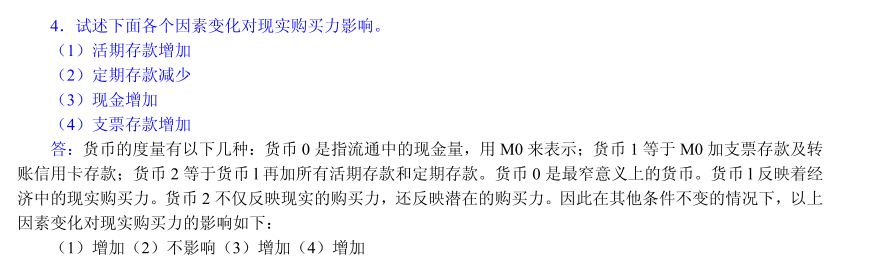 4．试述下面各个因素变化对现实购买力影响。
（1）活期存款增加
（2）定期存款减少
（3）现金增加
（4）支票存款增加
答：货币的度量有以下几种：货币 0 是指流通中的现金量，用 M0 来表示；货币 1 等于 M0 加支票存款及转
账信用卡存款；货币 2 等于货币 l 再加所有活期存款和定期存款。货币 0 是最窄意义上的货币。货币 l 反映着经
济中的现实购买力。货币 2 不仅反映现实的购买力，还反映潜在的购买力。因此在其他条件不变的情况下，以上
因素变化对现实购买力的影响如下：
（1）增加（2）不影响（3）增加（4）增加